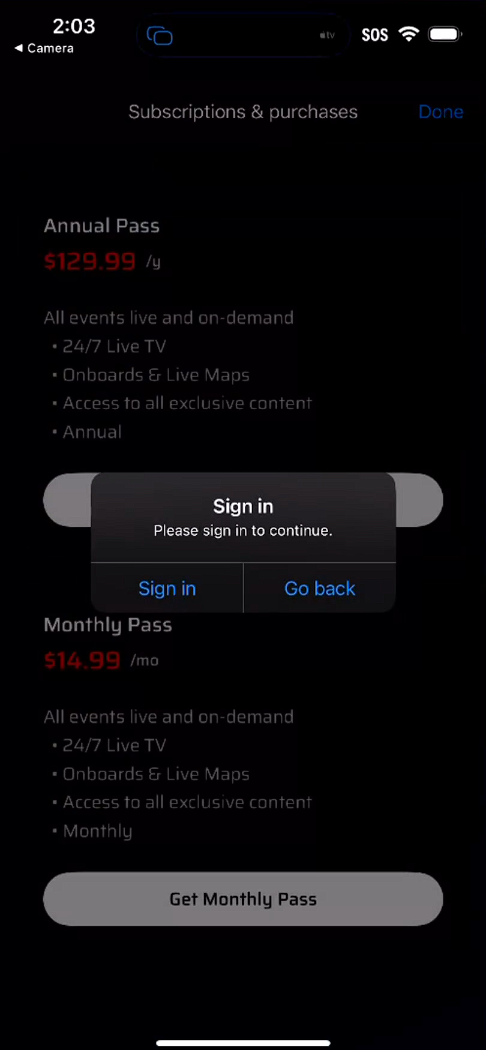 2:03
tv
SOS
◀ Camera
Subscriptions & purchases
Done
Annual Pass
$129.99 /y
All events live and on-demand
• 24/7 Live TV
• Onboards & Live Maps
• Access to all exclusive content
• Annual
Sign in
Please sign in to continue.
Sign in
Go back
Monthly Pass
$14.99 /mo
All events live and on-demand
• 24/7 Live TV
• Onboards & Live Maps
• Access to all exclusive content
• Monthly
Get Monthly Pass